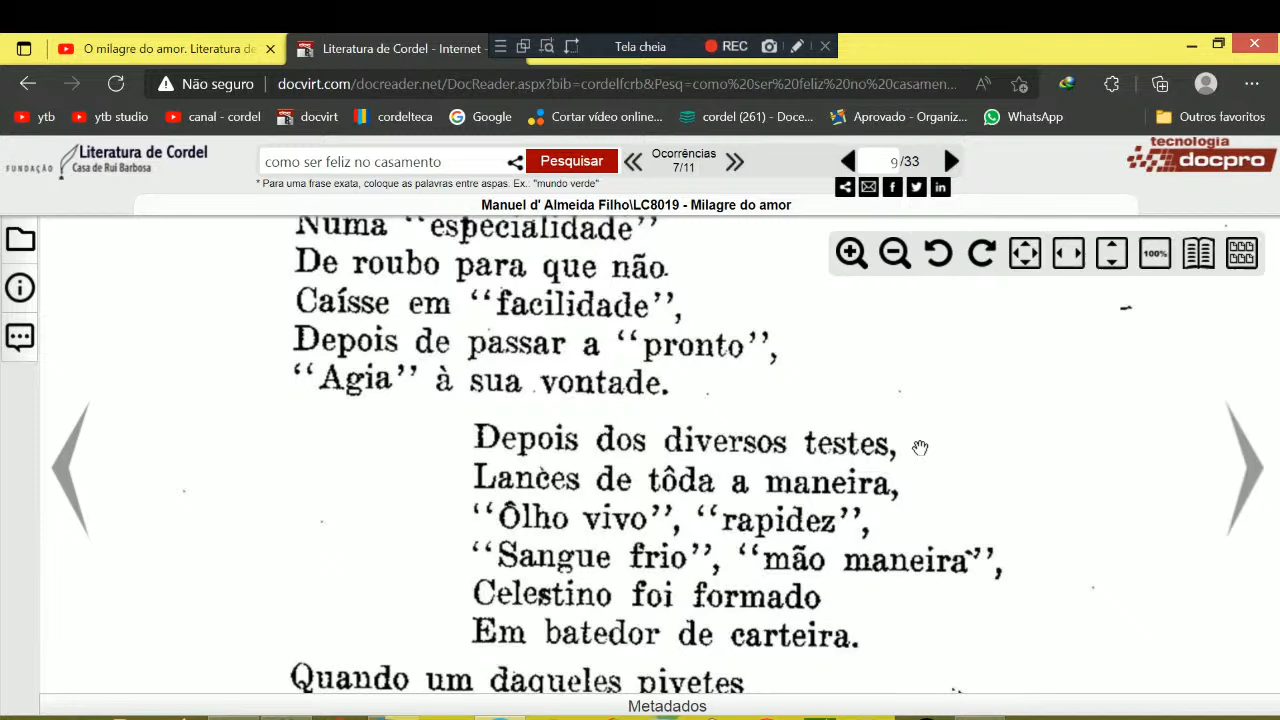 O milagre do amor. Literatura de
Literatura de Cordel - Internet -
Tela cheia
REC
Não seguro
docvirt.com/docreader.net/DocReader.aspx?bib=cordelfcrb&Pesq=como%20ser%20feliz%20no%20casamen...
ytb
ytb studio
canal - cordel
docvirt
cordelteca
Google
Cortar vídeo online...
cordel (261) - Doce...
Aprovado - Organiz...
WhatsApp
Outros favoritos
FUNDAÇÃO
Literatura de Cordel
Casa de Rui Barbosa
como ser feliz no casamento
Pesquisar
Ocorrências
7/11
9 /33
tecnologia
docpro
* Para uma frase exata, coloque as palavras entre aspas. Ex.: "mundo verde"
Manuel d' Almeida Filho\LC8019 - Milagre do amor
100%
Numa "especialidade"
De roubo para que não
Caísse em "facilidade",
Depois de passar a "pronto",
"Agia" à sua vontade.
Depois dos diversos testes,
Lances de tôda a maneira,
"Ôlho vivo", "rapidez",
"Sangue frio", "mão maneira",
Celestino foi formado
Em batedor de carteira.
Quando um daqueles pivetes
Metadados